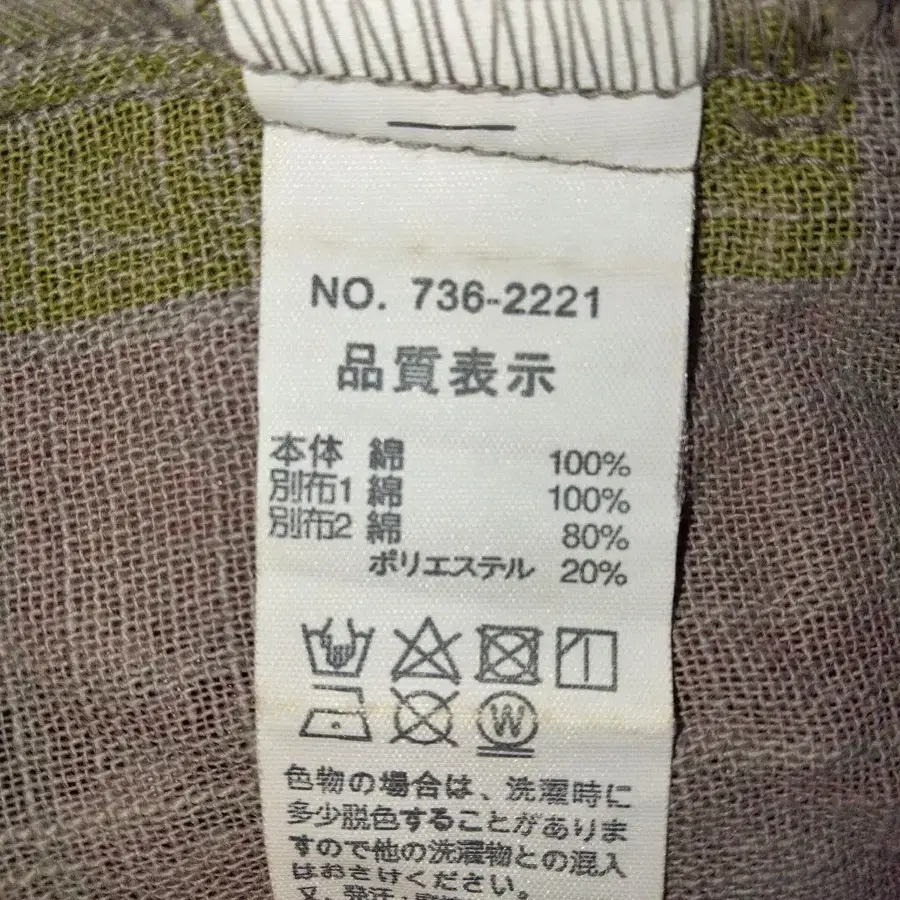 NO. 736-2221
品質表示
本体 綿 100%
別布1 綿 100%
別布2 綿 80%
ポリエステル 20%
W
色物の場合は、洗濯時に
多少脱色することがありま
すので他の洗濯物との混入
はおさけください。
又、発汗・